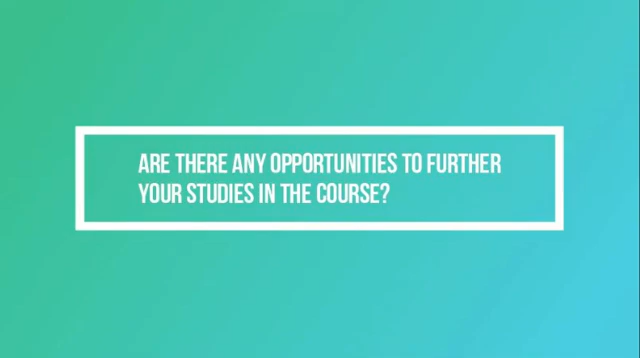 ARE THERE ANY OPPORTUNITIES TO FURTHER
YOUR STUDIES IN THE COURSE?